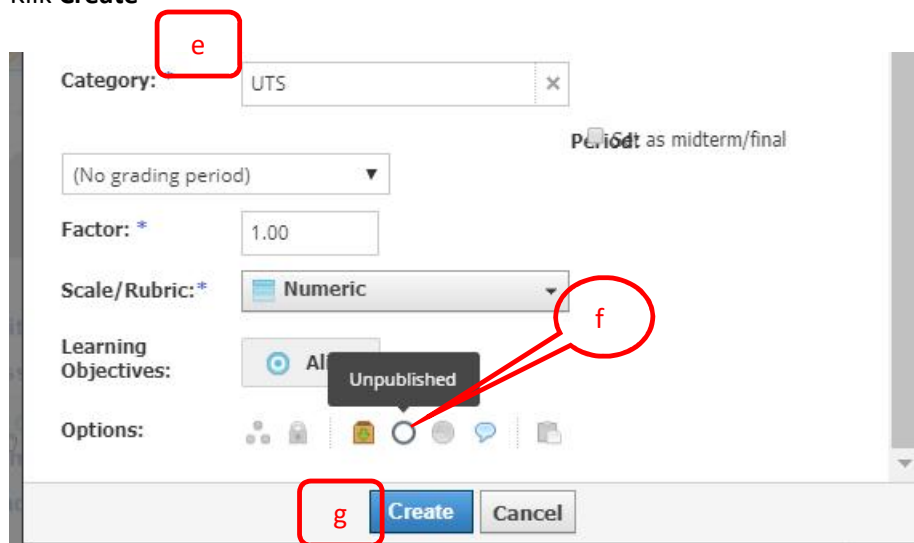 Klik Create
e
Category: *
UTS ×
Period: Set as midterm/final
(No grading period)
Factor: *
1.00
Scale/Rubric:*
Numeric
f
Learning
Objectives:
Unpublished
Options:
g
Create Cancel